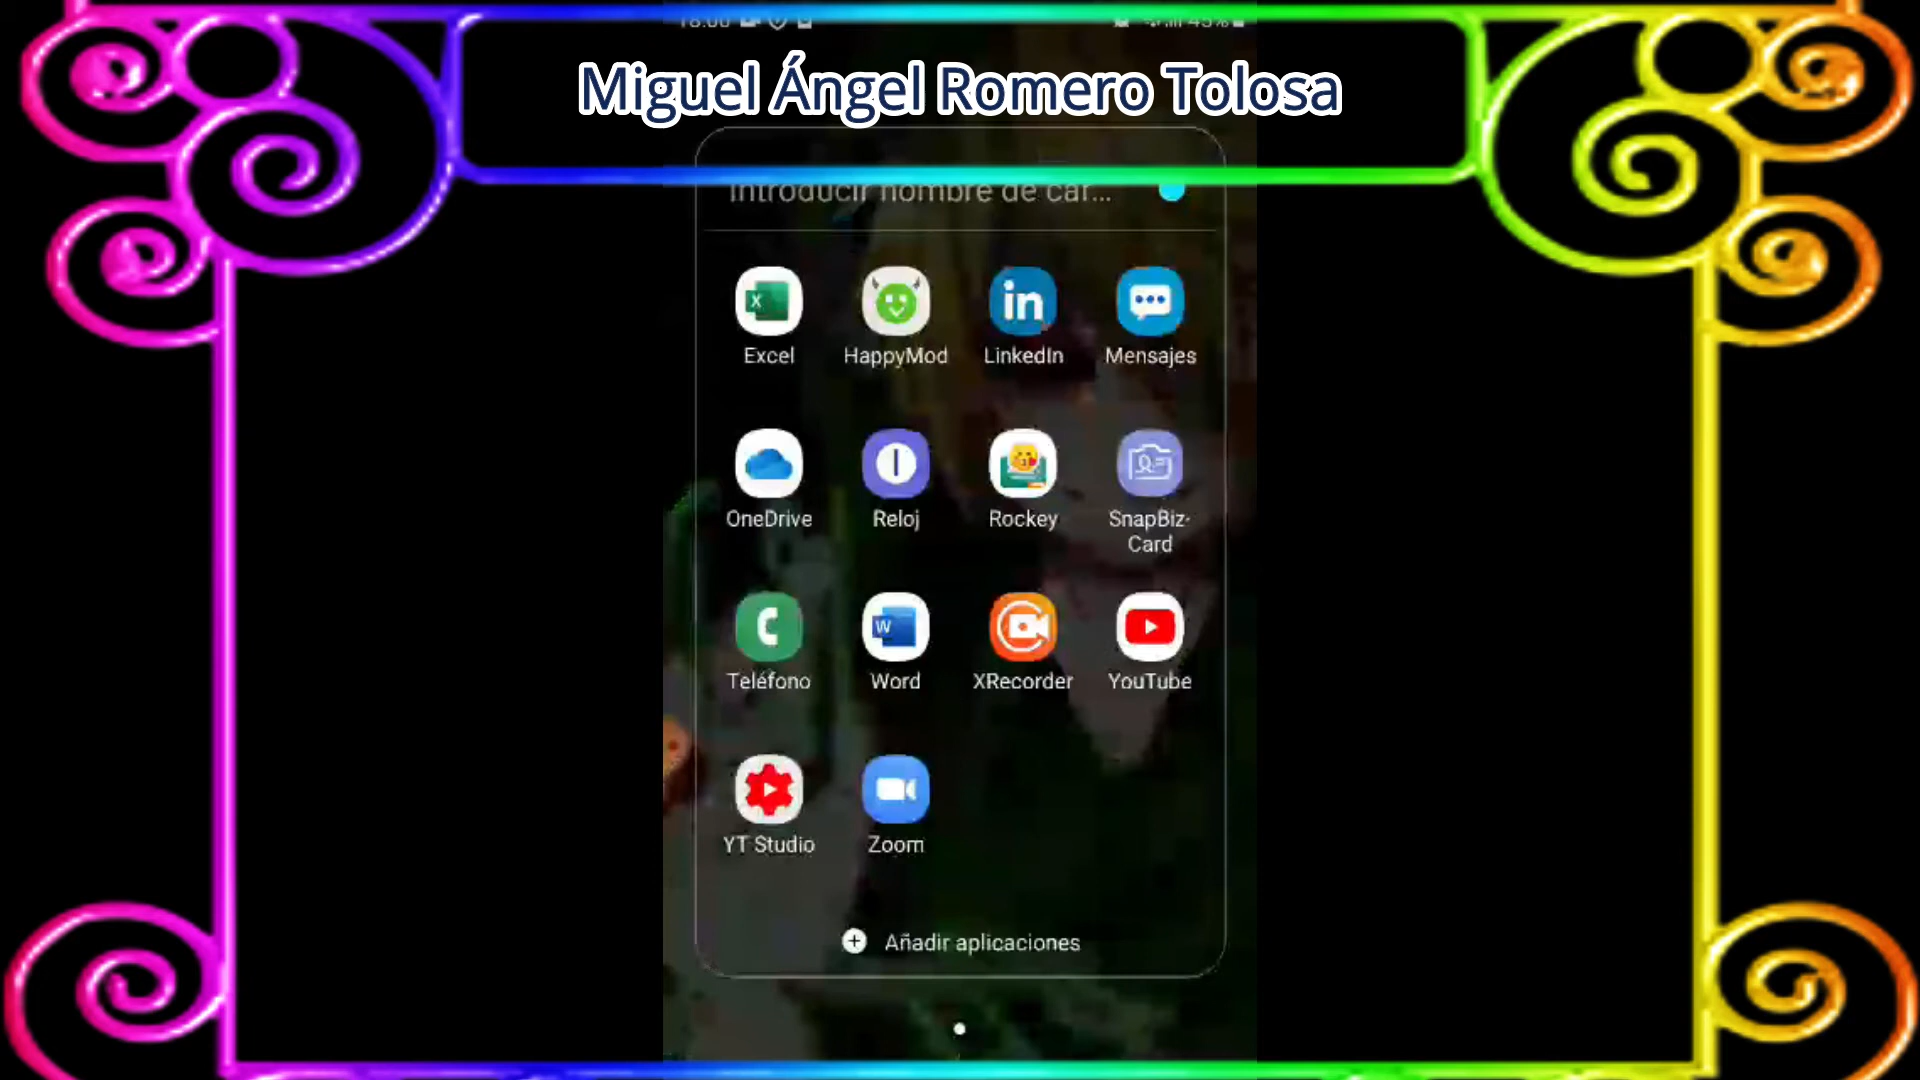 Miguel Ángel Romero Tolosa
Introducir nombre de car...
Excel
HappyMod
LinkedIn
Mensajes
OneDrive
Reloj
Rockey
SnapBiz-
Card
Teléfono
Word
XRecorder
YouTube
YT Studio
Zoom
Añadir aplicaciones